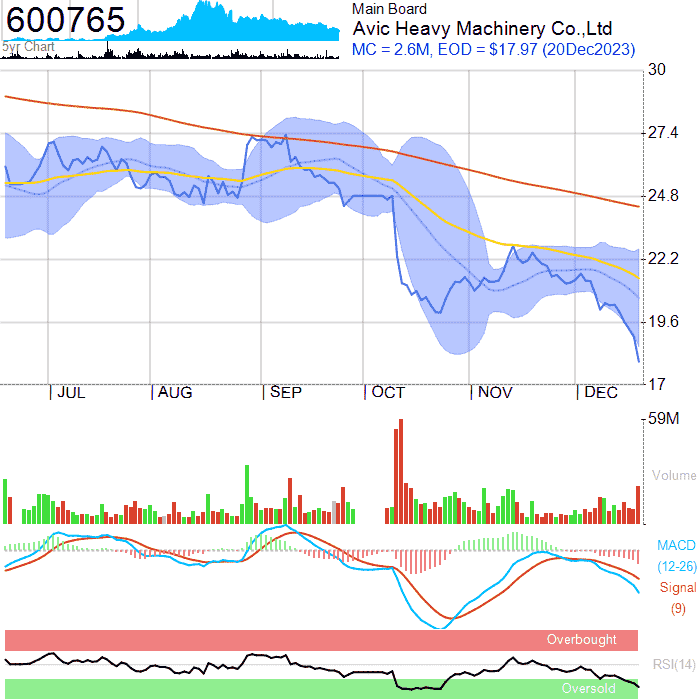 600765
5yr Chart
Main Board
Avic Heavy Machinery Co.,Ltd
MC = 2.6M, EOD = $17.97 (20Dec2023)
30
27.4
24.8
22.2
19.6
17
JUL
AUG
SEP
OCT
NOV
DEC
59M
Volume
MACD
(12-26)
Signal
(9)
Overbought
RSI(14)
Oversold